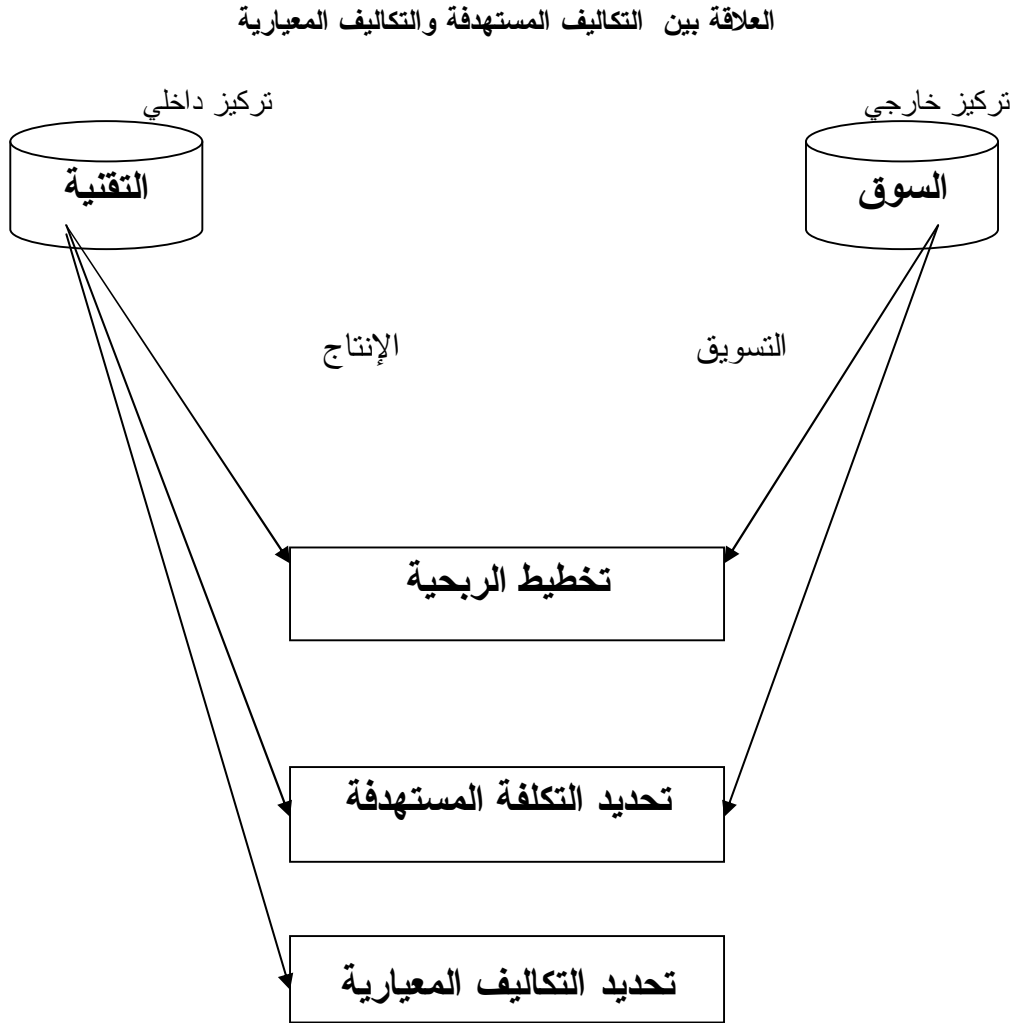 العلاقة بين التكاليف المستهدفة والتكاليف المعيارية
تركيز خارجي
تركيز داخلي
السوق
التقنية
التسويق
الإنتاج
تخطيط الربحية
تحديد التكلفة المستهدفة
تحديد التكاليف المعيارية